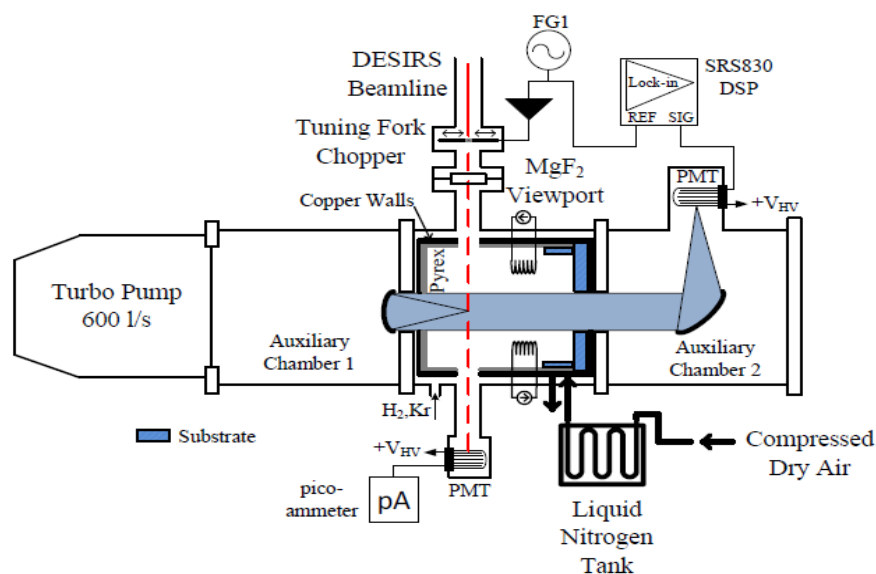 FG1
DESIRS
Beamline
SRS830
DSP
Lock-in
REF SIG
Tuning Fork
Chopper
MgF₂
Viewport
PMT
+V_HV
Copper Walls
Pyrex
Turbo Pump
600 l/s
Auxiliary
Chamber 1
Auxiliary
Chamber 2
H₂,Kr
Substrate
+V_HV
pico-
ammeter
pA
PMT
Compressed
Dry Air
Liquid
Nitrogen
Tank